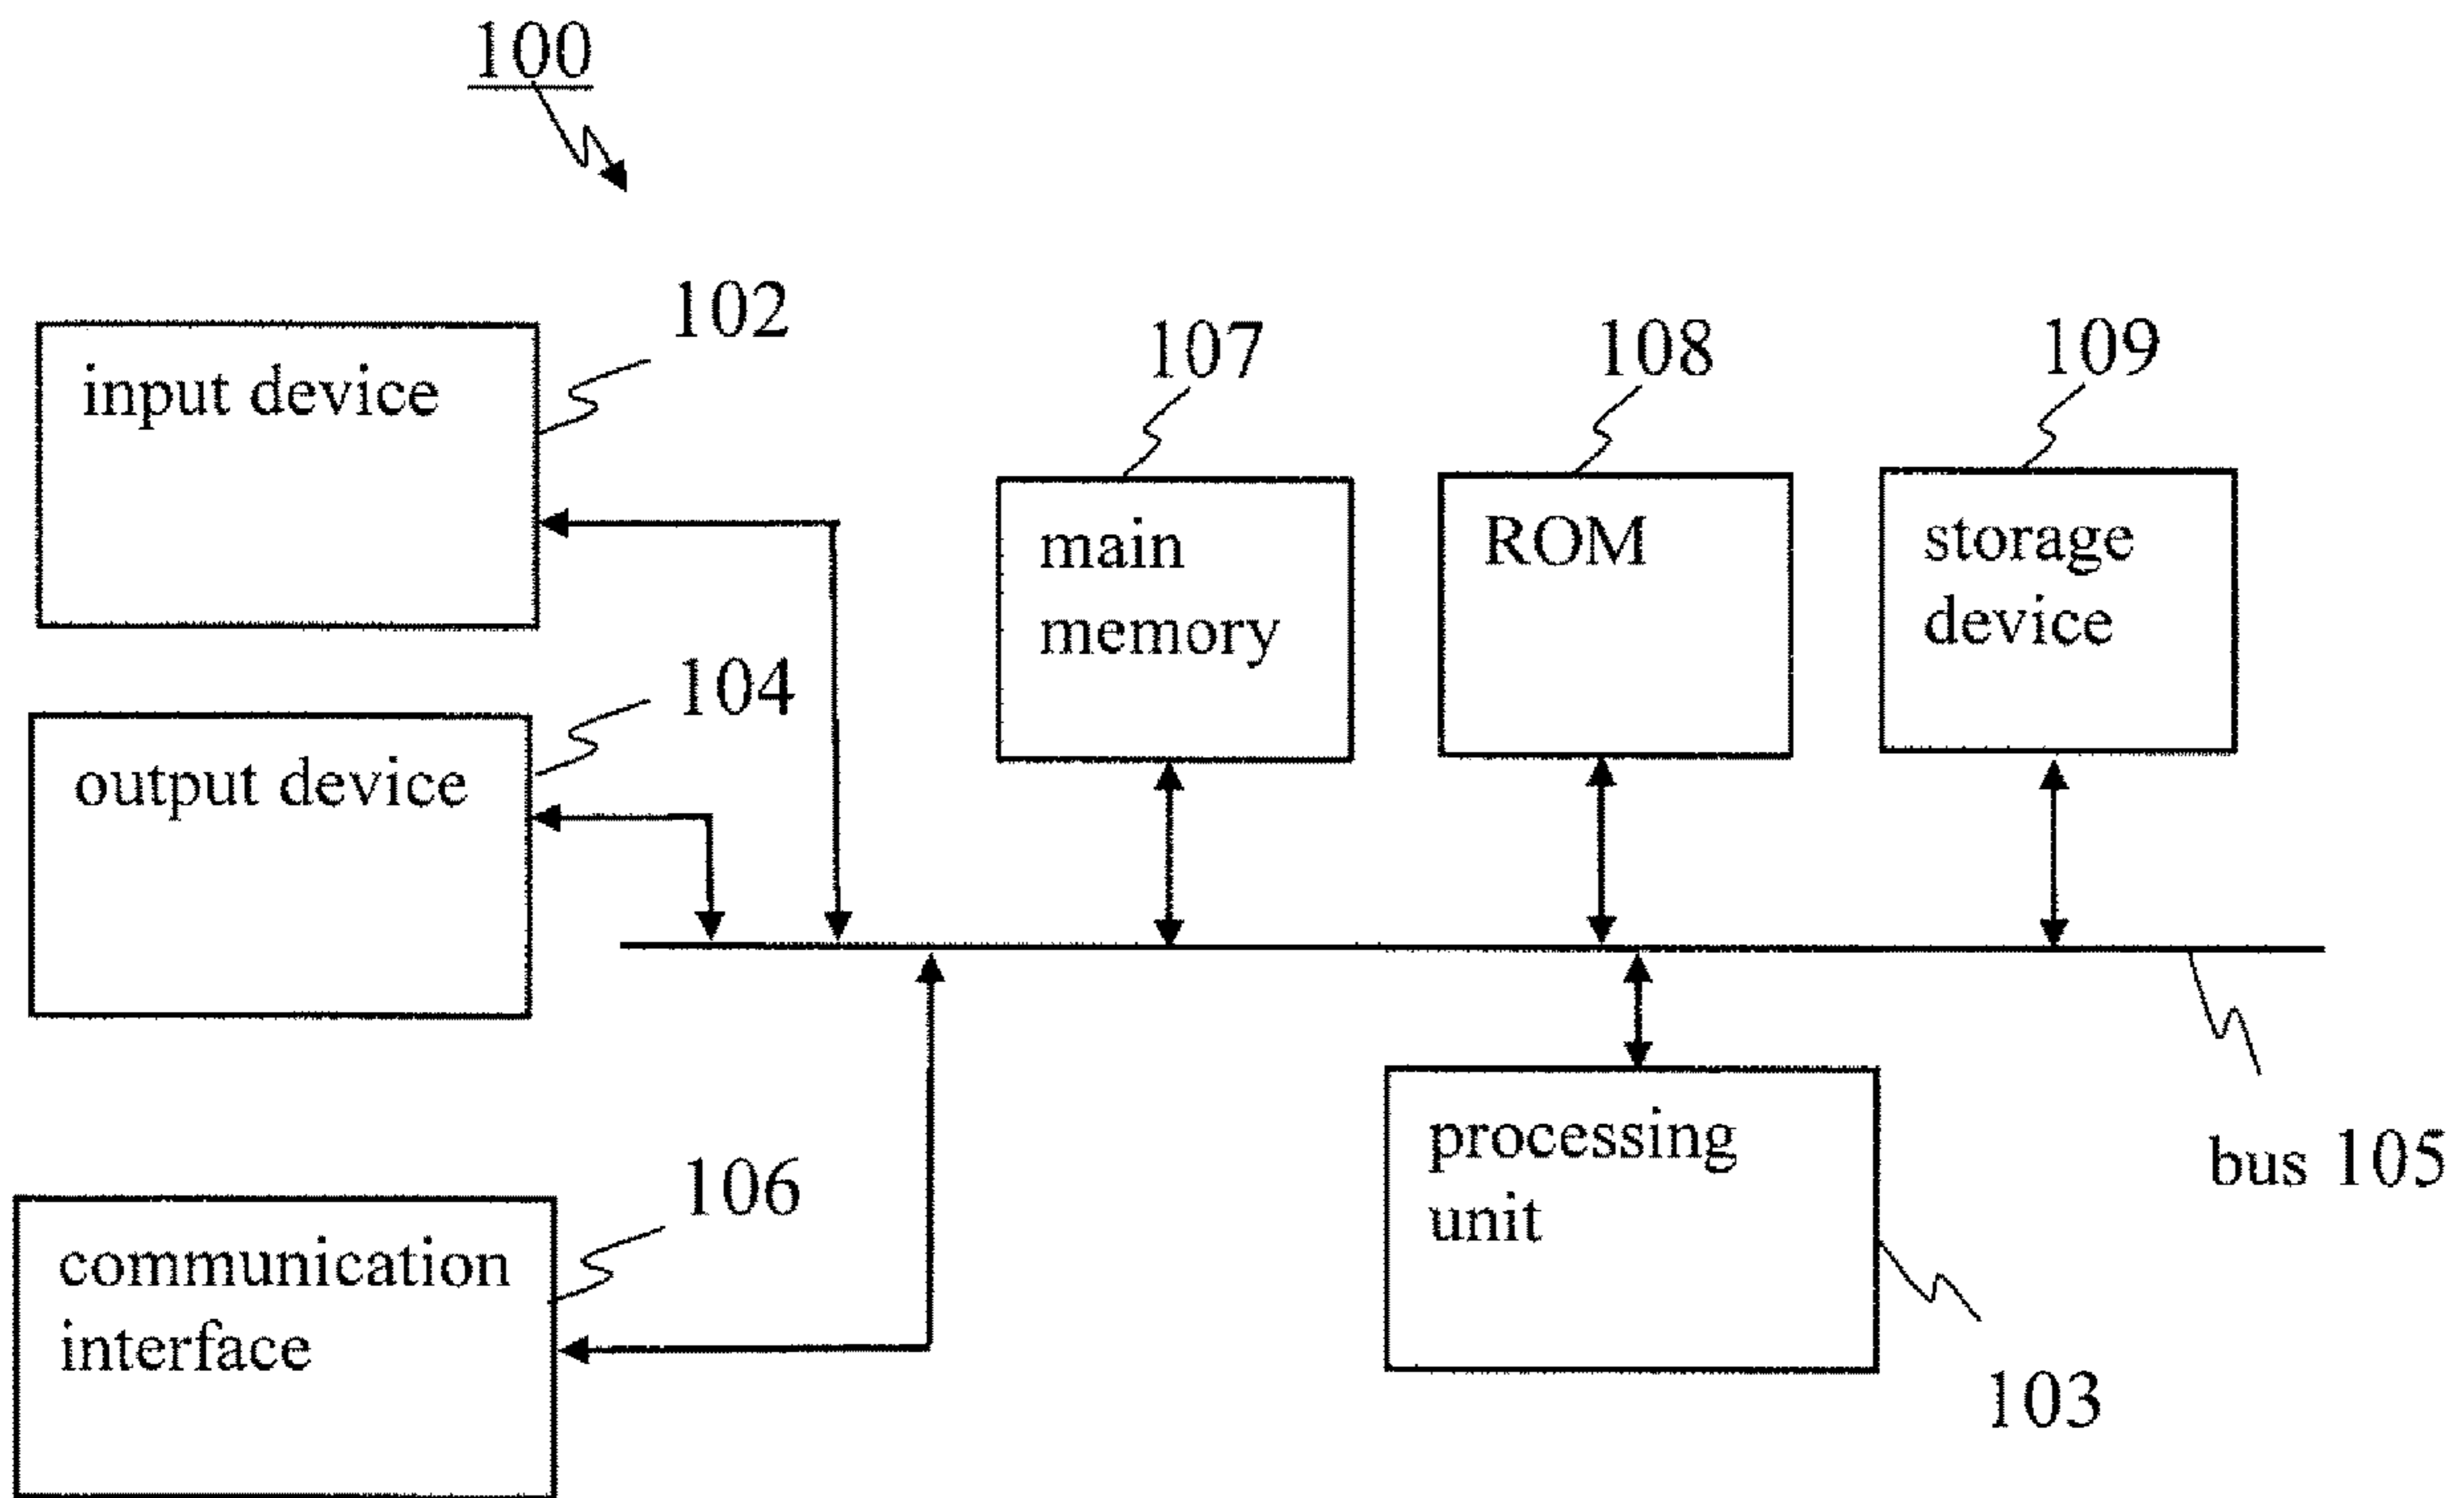 100
102
input device
107
108
109
main
memory
ROM
storage
device
104
output device
106
communication
interface
processing
unit
bus 105
103